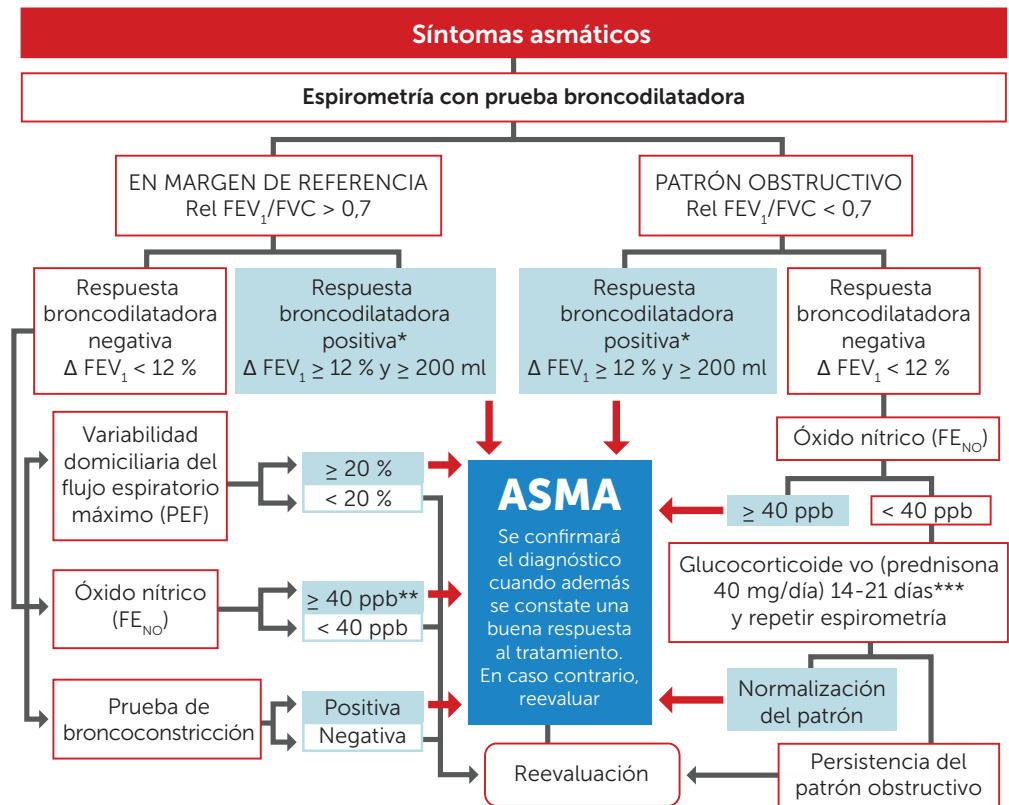 Síntomas asmáticos
Espirometría con prueba broncodilatadora
EN MARGEN DE REFERENCIA
Rel FEV₁/FVC > 0,7
PATRÓN OBSTRUCTIVO
Rel FEV₁/FVC < 0,7
Respuesta
broncodilatadora
negativa
Δ FEV₁ < 12 %
Respuesta
broncodilatadora
positiva*
Δ FEV₁ ≥ 12 % y ≥ 200 ml
Respuesta
broncodilatadora
positiva*
Δ FEV₁ ≥ 12 % y ≥ 200 ml
Respuesta
broncodilatadora
negativa
Δ FEV₁ < 12 %
Variabilidad
domiciliaria del
flujo espiratorio
máximo (PEF)
≥ 20 %
< 20 %
Óxido nítrico
(FE_NO)
≥ 40 ppb**
< 40 ppb
Prueba de
broncoconstricción
Positiva
Negativa
ASMA
Se confirmará
el diagnóstico
cuando además
se constate una
buena respuesta
al tratamiento.
En caso contrario,
reevaluar
Óxido nítrico (FE_NO)
≥ 40 ppb
< 40 ppb
Glucocorticoide vo (prednisona
40 mg/día) 14-21 días***
y repetir espirometría
Normalización
del patrón
Persistencia del
patrón obstructivo
Reevaluación